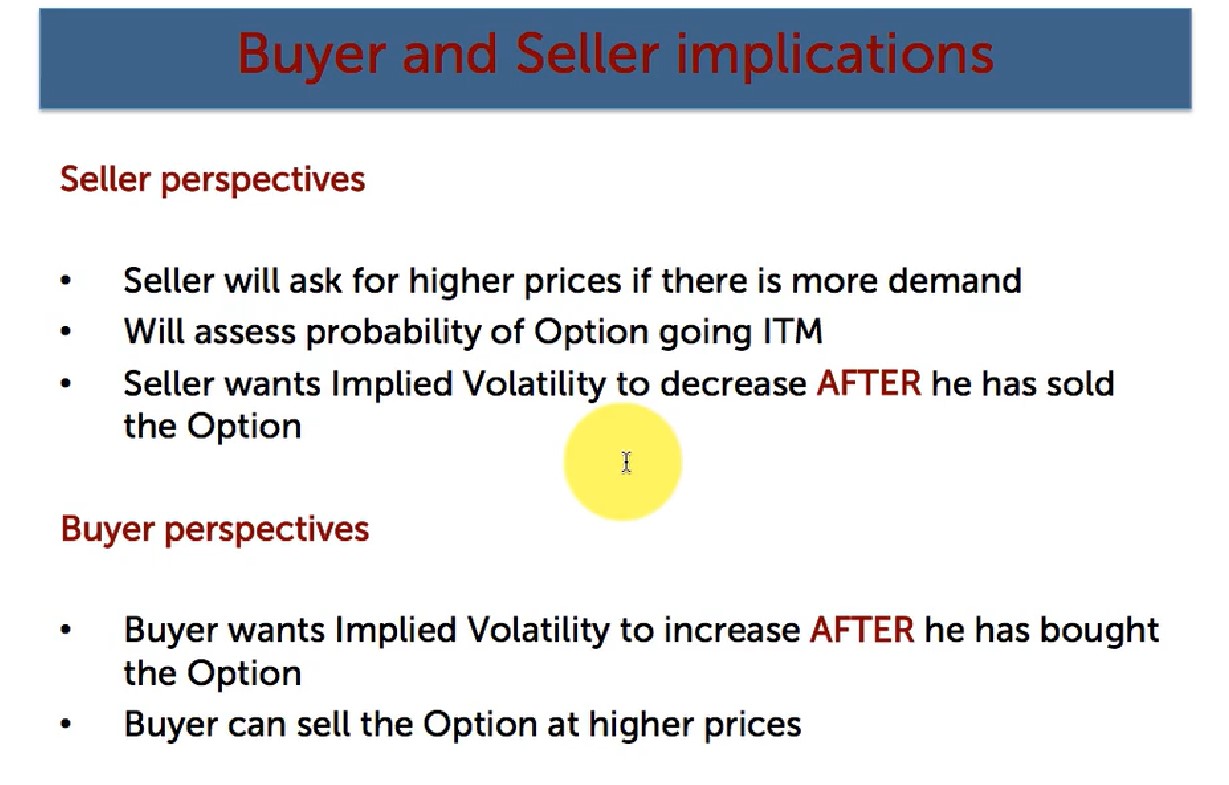 Buyer and Seller implications
Seller perspectives
• Seller will ask for higher prices if there is more demand
• Will assess probability of Option going ITM
• Seller wants Implied Volatility to decrease AFTER he has sold
the Option
Buyer perspectives
• Buyer wants Implied Volatility to increase AFTER he has bought
the Option
• Buyer can sell the Option at higher prices